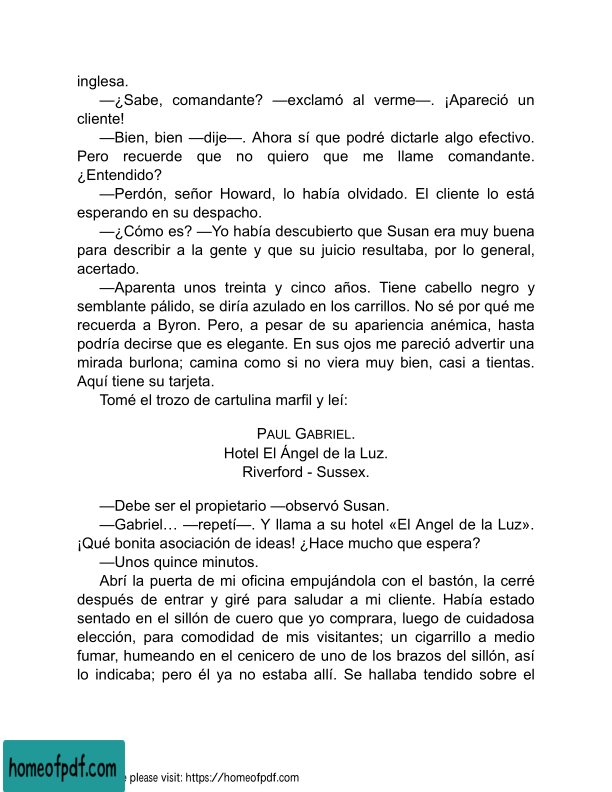 inglesa.
—¿Sabe, comandante? —exclamó al verme—. ¡Apareció un
cliente!
—Bien, bien —dije—. Ahora sí que podré dictarle algo efectivo.
Pero recuerde que no quiero que me llame comandante.
¿Entendido?
—Perdón, señor Howard, lo había olvidado. El cliente lo está
esperando en su despacho.
—¿Cómo es? —Yo había descubierto que Susan era muy buena
para describir a la gente y que su juicio resultaba, por lo general,
acertado.
—Aparenta unos treinta y cinco años. Tiene cabello negro y
semblante pálido, se diría azulado en los carrillos. No sé por qué me
recuerda a Byron. Pero, a pesar de su apariencia anémica, hasta
podría decirse que es elegante. En sus ojos me pareció advertir una
mirada burlona; camina como si no viera muy bien, casi a tientas.
Aquí tiene su tarjeta.
Tomé el trozo de cartulina marfil y leí:
PAUL GABRIEL.
Hotel El Ángel de la Luz.
Riverford - Sussex.
—Debe ser el propietario —observó Susan.
—Gabriel… —repetí—. Y llama a su hotel «El Angel de la Luz».
¡Qué bonita asociación de ideas! ¿Hace mucho que espera?
—Unos quince minutos.
Abrí la puerta de mi oficina empujándola con el bastón, la cerré
después de entrar y giré para saludar a mi cliente. Había estado
sentado en el sillón de cuero que yo comprara, luego de cuidadosa
elección, para comodidad de mis visitantes; un cigarrillo a medio
fumar, humeando en el cenicero de uno de los brazos del sillón, así
lo indicaba; pero él ya no estaba allí. Se hallaba tendido sobre el
homeofpdf.com
please visit: https://homeofpdf.com